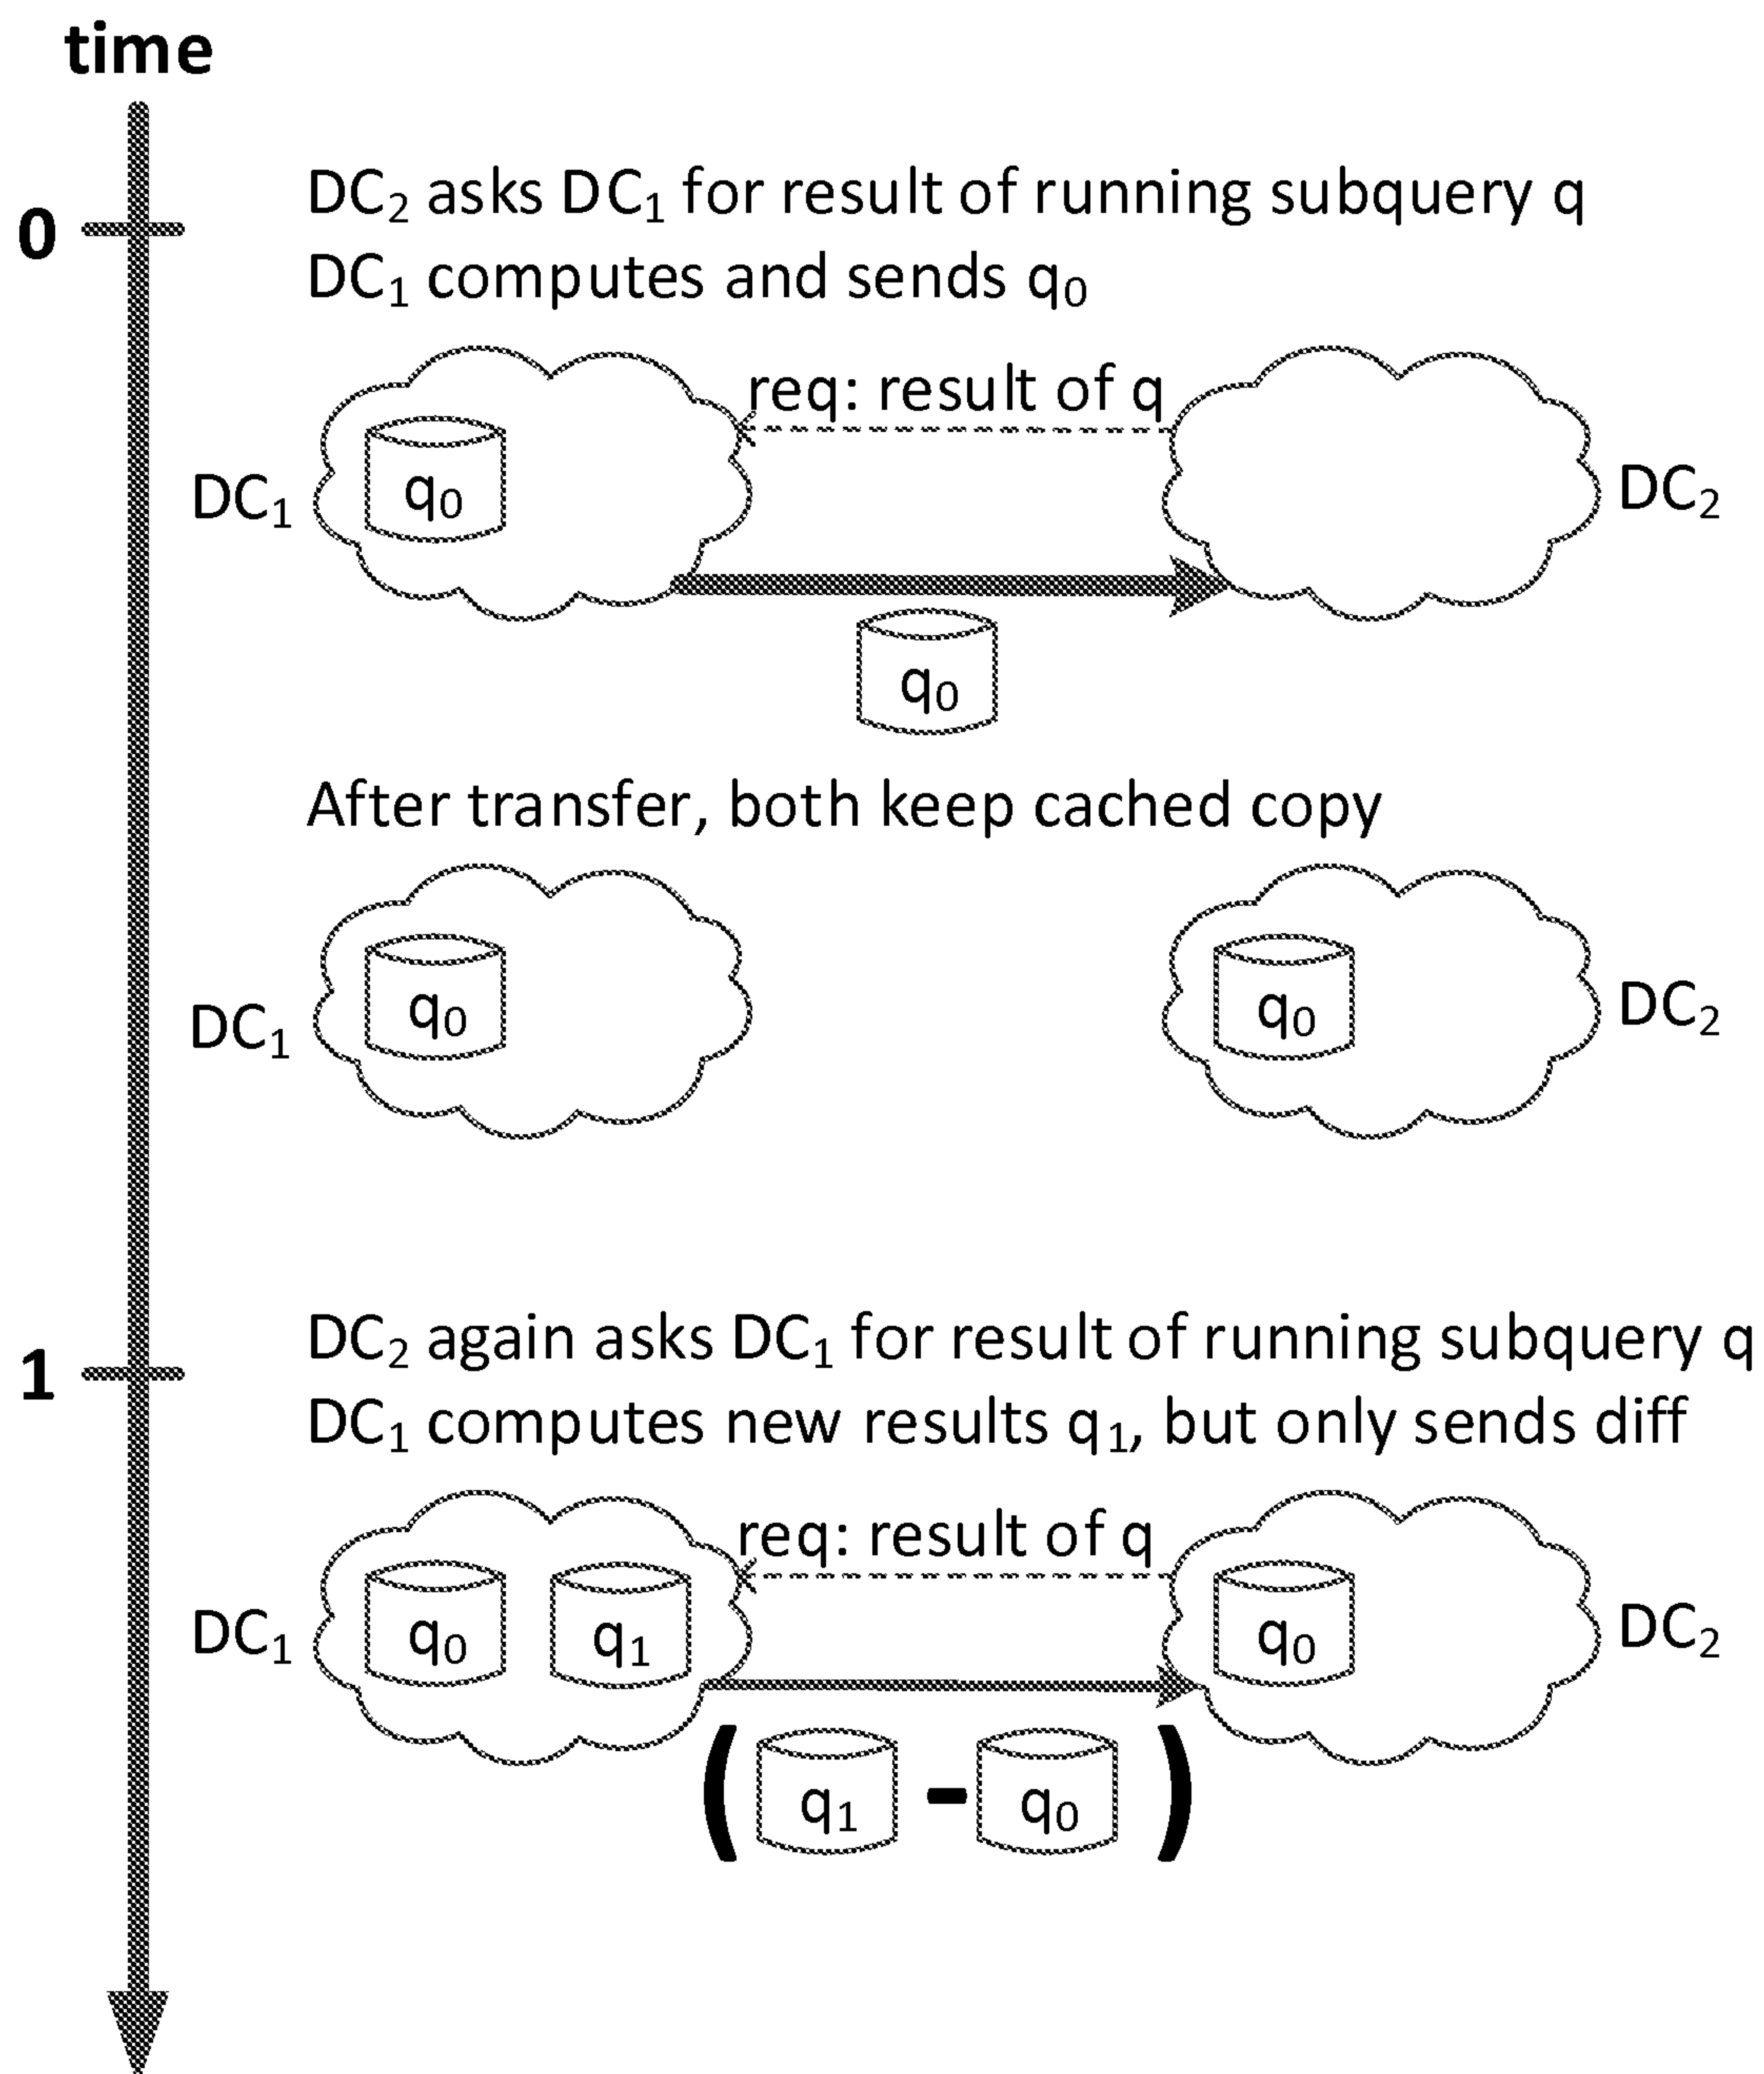 time
0
DC₂ asks DC₁ for result of running subquery q
DC₁ computes and sends q₀
req: result of q
DC₁
q₀
DC₂
q₀
After transfer, both keep cached copy
DC₁
q₀
q₀
DC₂
1
DC₂ again asks DC₁ for result of running subquery q
DC₁ computes new results q₁, but only sends diff
req: result of q
DC₁
q₀
q₁
q₀
DC₂
( q₁ - q₀ )